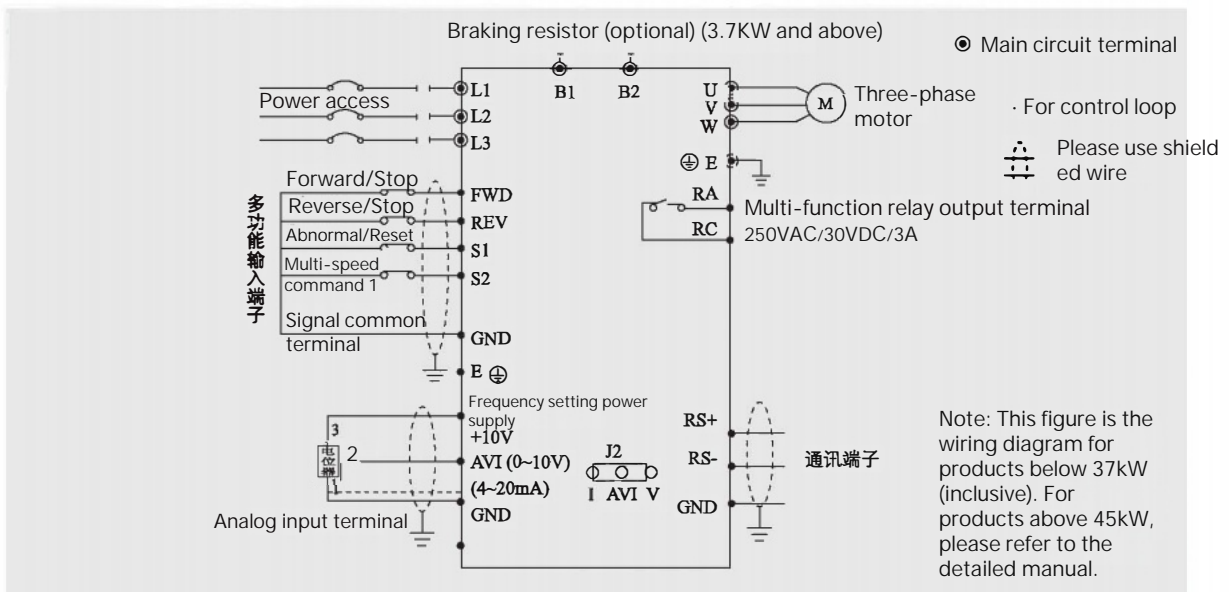 Braking resistor (optional) (3.7KW and above)
Main circuit terminal
B1
B2
L1
Power access
L2
L3
U
V
W
M
Three-phase
motor
· For control loop
Please use shield
ed wire
E
Forward/Stop
FWD
Reverse/Stop
REV
Abnormal/Reset
S1
Multi-speed
command 1
S2
Signal common
terminal
GND
E
多功能输入端子
RA
Multi-function relay output terminal
RC
250VAC/30VDC/3A
Frequency setting power
supply
+10V
3
2
1
电位器
AVI (0~10V)
(4~20mA)
GND
Analog input terminal
J2
I AVI V
RS+
RS-
通讯端子
GND
Note: This figure is the
wiring diagram for
products below 37kW
(inclusive). For
products above 45kW,
please refer to the
detailed manual.